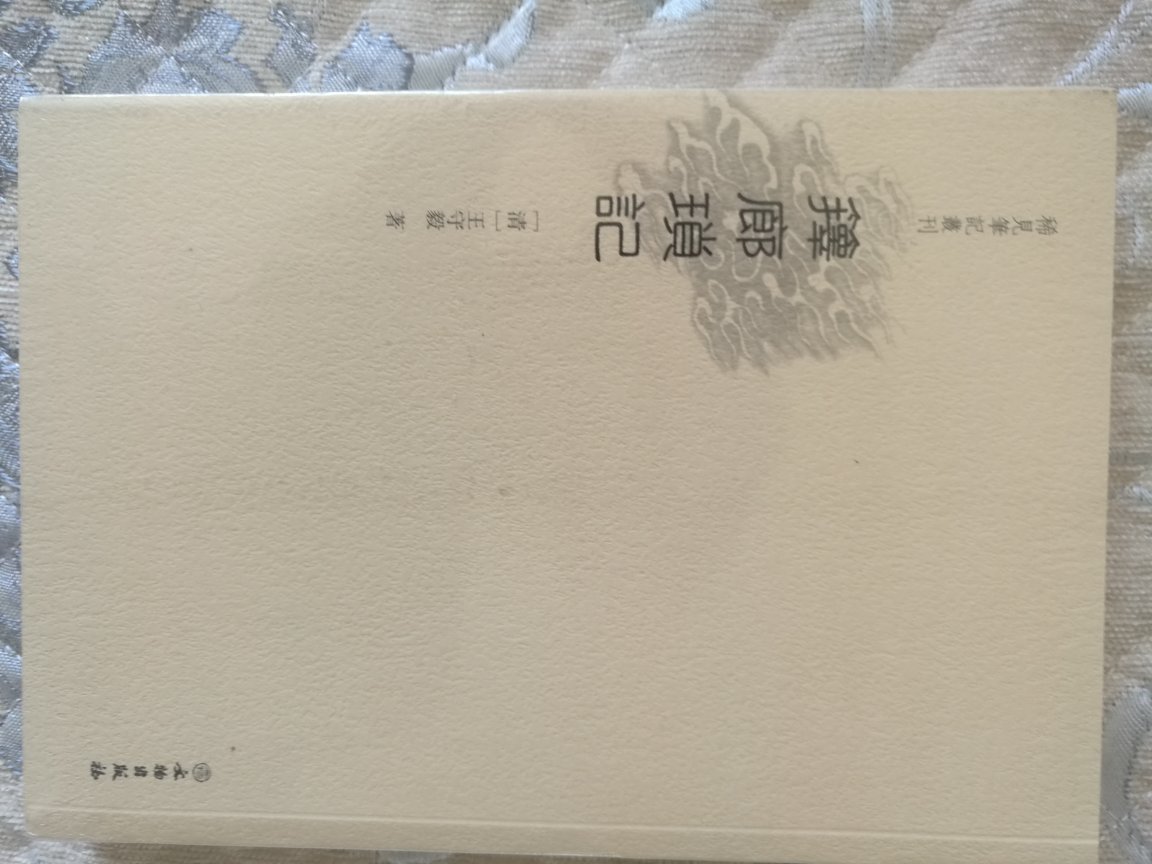 稀見筆記叢刊
籜廊瑣記
［清］王守毅 著
文物出版社